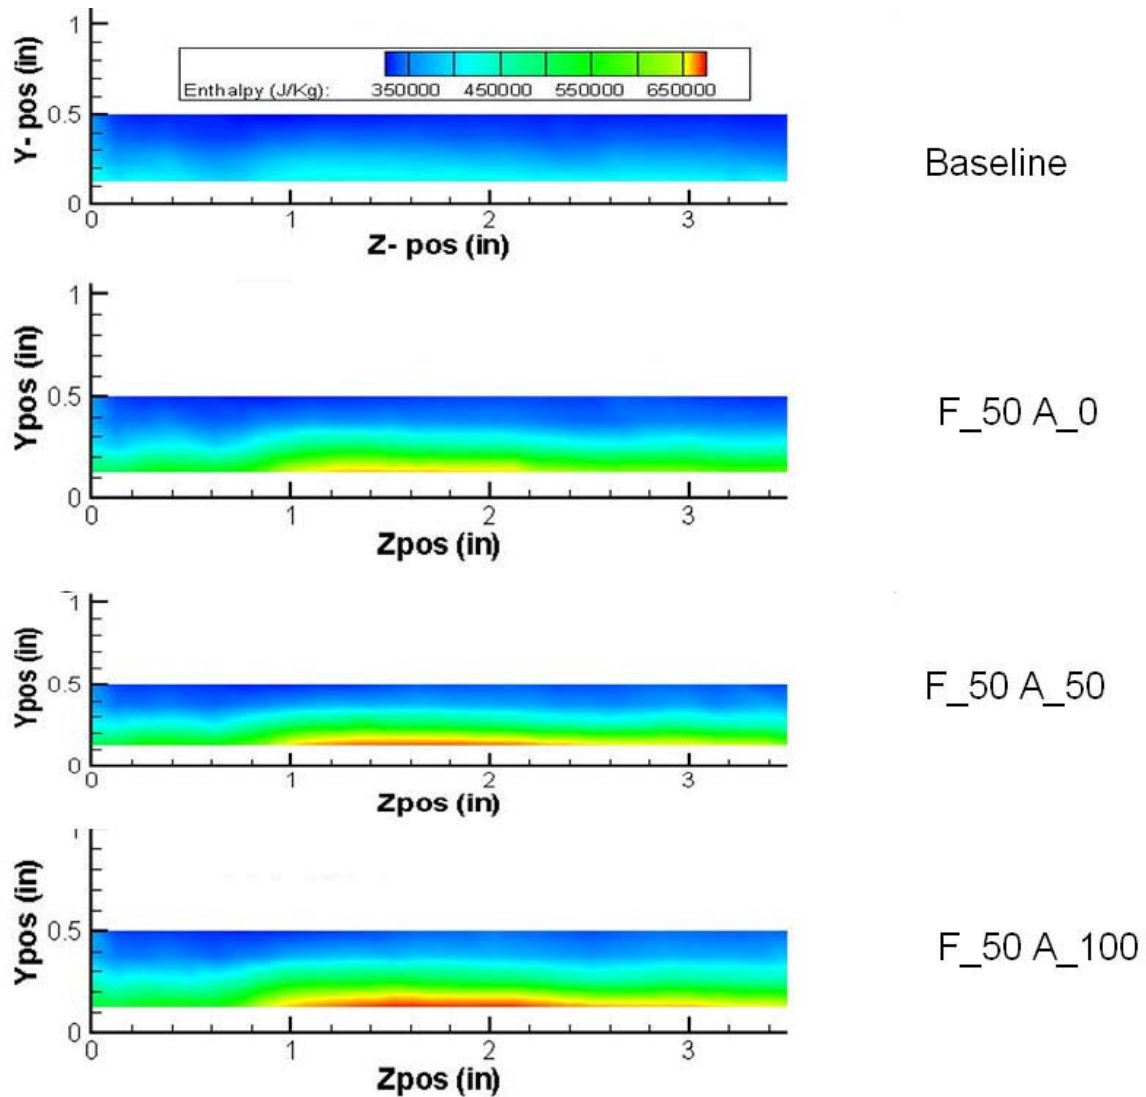 1
Y- pos (in)
Enthalpy (J/Kg): 350000 450000 550000 650000
0.5
Baseline
0
0 1 2 3
Z- pos (in)
1
Ypos (in)
0.5
F_50 A_0
0
0 1 2 3
Zpos (in)
1
Ypos (in)
0.5
F_50 A_50
0
0 1 2 3
Zpos (in)
1
Ypos (in)
0.5
F_50 A_100
0
0 1 2 3
Zpos (in)